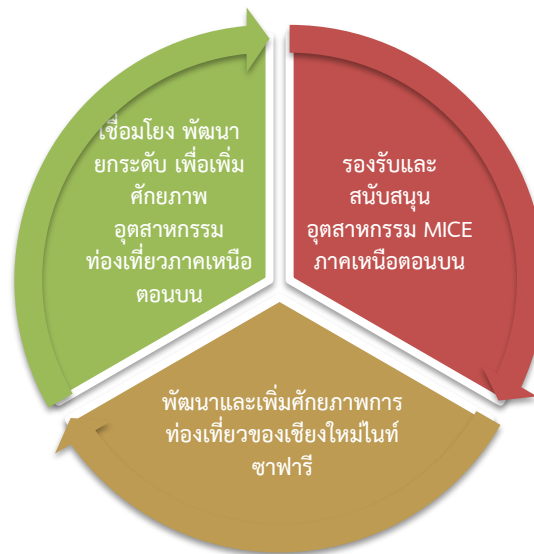 เชื่อมโยง พัฒนา
ยกระดับ เพื่อเพิ่ม
ศักยภาพ
อุตสาหกรรม
ท่องเที่ยวภาคเหนือ
ตอนบน
รองรับและ
สนับสนุน
อุตสาหกรรม MICE
ภาคเหนือตอนบน
พัฒนาและเพิ่มศักยภาพการ
ท่องเที่ยวของเชียงใหม่ไนท์
ซาฟารี